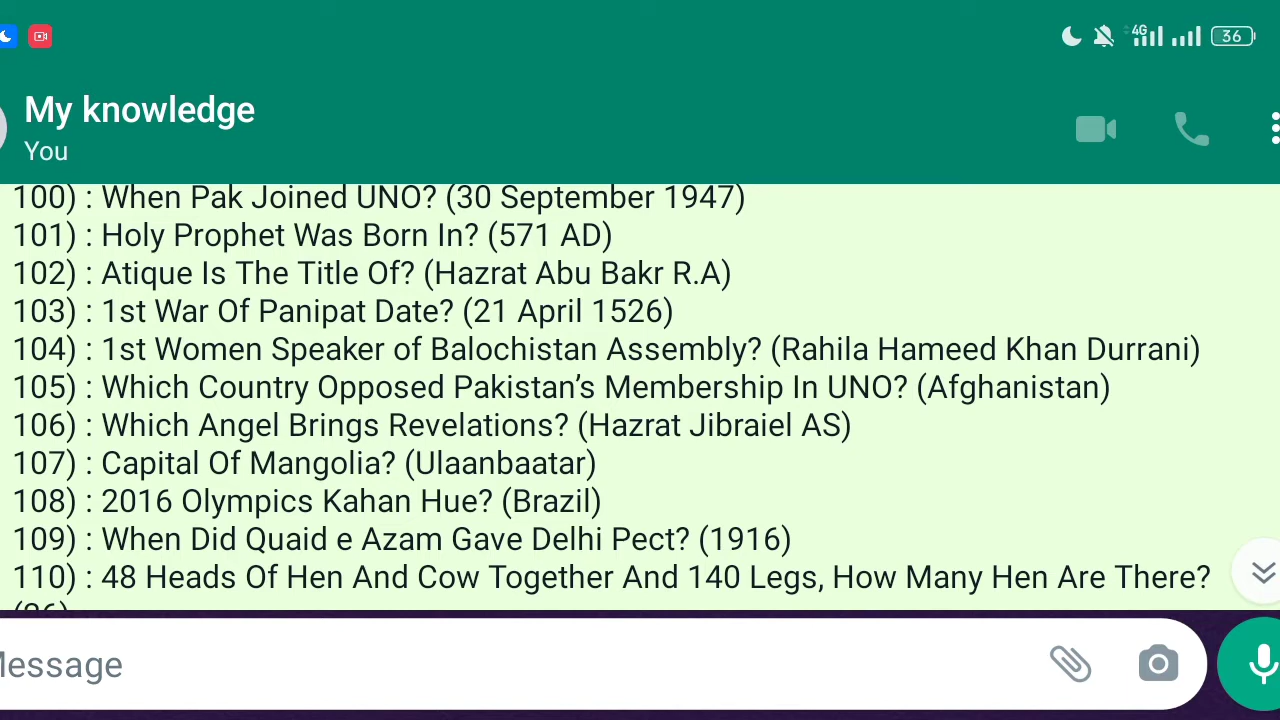 4G
36
My knowledge
You
100) : When Pak Joined UNO? (30 September 1947)
101) : Holy Prophet Was Born In? (571 AD)
102) : Atique Is The Title Of? (Hazrat Abu Bakr R.A)
103) : 1st War Of Panipat Date? (21 April 1526)
104) : 1st Women Speaker of Balochistan Assembly? (Rahila Hameed Khan Durrani)
105) : Which Country Opposed Pakistan’s Membership In UNO? (Afghanistan)
106) : Which Angel Brings Revelations? (Hazrat Jibraiel AS)
107) : Capital Of Mangolia? (Ulaanbaatar)
108) : 2016 Olympics Kahan Hue? (Brazil)
109) : When Did Quaid e Azam Gave Delhi Pect? (1916)
110) : 48 Heads Of Hen And Cow Together And 140 Legs, How Many Hen Are There?
Message